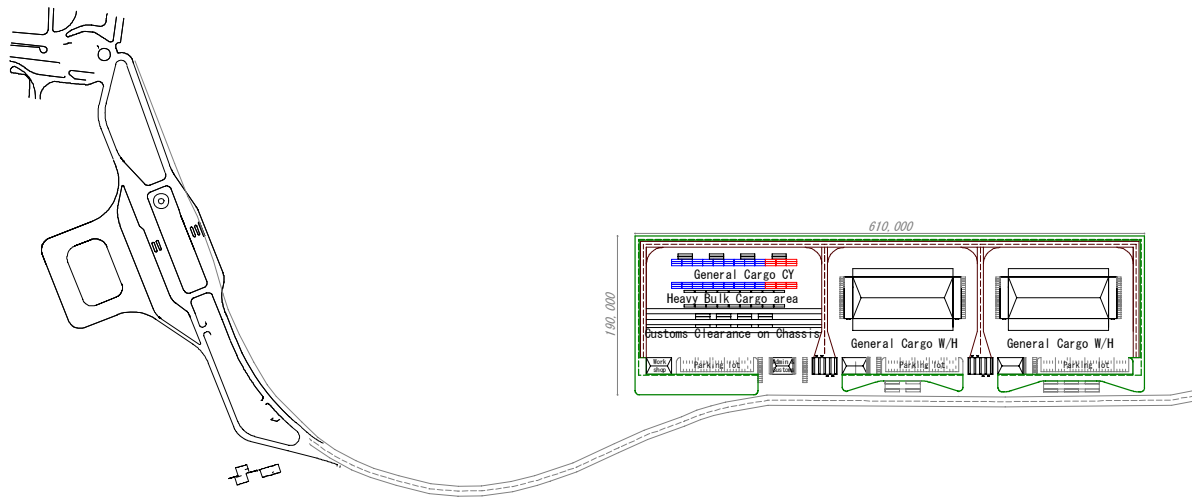 610,000
190,000
General Cargo CY
Heavy Bulk Cargo area
Customs Clearance on Chassis
General Cargo W/H
General Cargo W/H
Work
shop
Parking lot
Admin
Custom
Parking lot
Parking lot